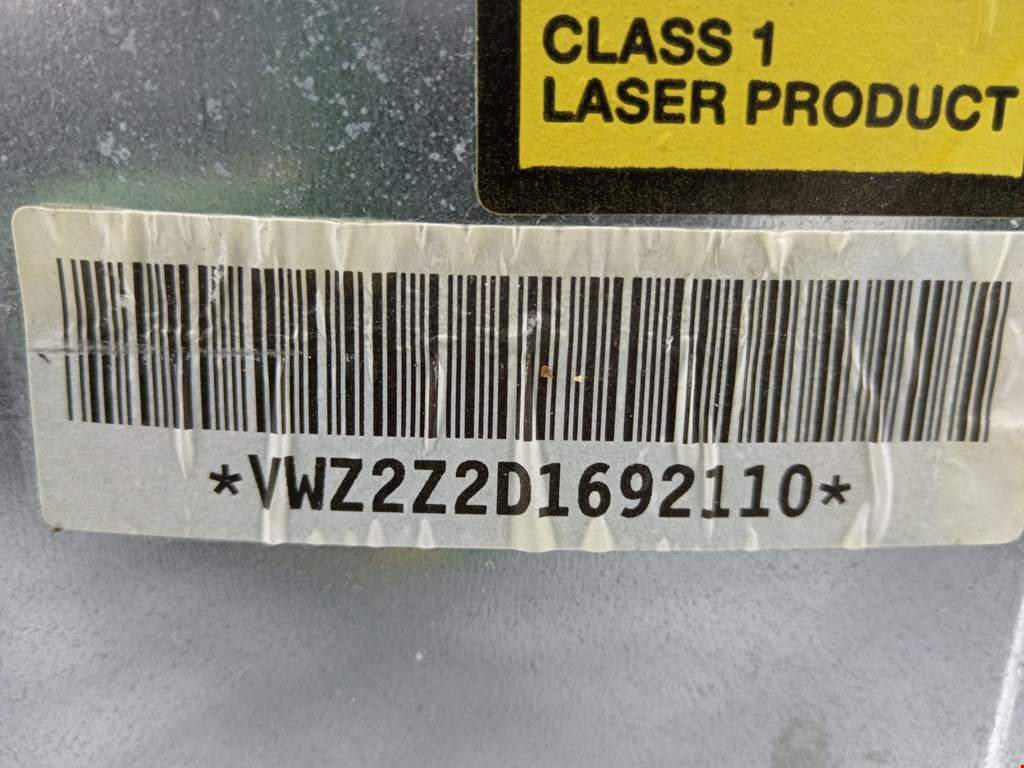 CLASS 1
LASER PRODUCT
*VWZ2Z2D1692110*